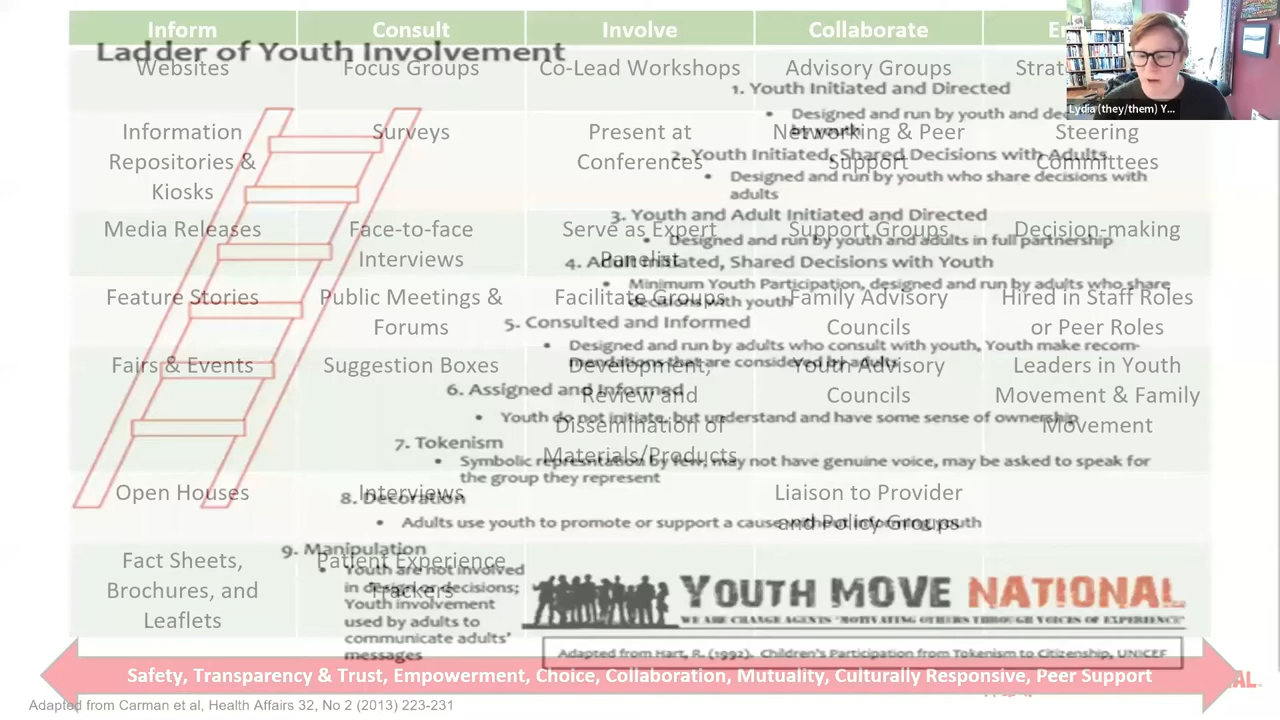 Inform
Consult
Involve
Collaborate
Ladder of Youth Involvement
Websites
Focus Groups
Co-Lead Workshops
Advisory Groups
Information
Repositories &
Kiosks
Surveys
Present at
Conferences
Networking & Peer
Support
Steering
Committees
Media Releases
Face-to-face
Interviews
Serve as Expert
Panelist
Support Groups
Decision-making
Feature Stories
Public Meetings &
Forums
Facilitate Groups
Family Advisory
Councils
Hired in Staff Roles
or Peer Roles
Fairs & Events
Suggestion Boxes
Development,
Review and
Dissemination of
Materials/Products
Youth Advisory
Councils
Leaders in Youth
Movement & Family
Movement
Open Houses
Interviews
Liaison to Provider
and Policy Groups
Fact Sheets,
Brochures, and
Leaflets
Patient Experience
Trackers
1. Youth Initiated and Directed
• Designed and run by youth and
by youth
2. Youth Initiated, Shared Decisions with Adults
• Designed and run by youth who share decisions with
adults
3. Youth and Adult Initiated and Directed
• Designed and run by youth and adults in full partnership
4. Adult Initiated, Shared Decisions with Youth
• Minimum Youth Participation, designed and run by adults who share
decisions with youth
5. Consulted and Informed
• Designed and run by adults who consult with youth, Youth make recom-
mendations that are considered by adults
6. Assigned and Informed
• Youth do not initiate, but understand and have some sense of ownership
7. Tokenism
• Symbolic representation by few, may not have genuine voice, may be asked to speak for
the group they represent
8. Decoration
• Adults use youth to promote or support a cause without informing youth
9. Manipulation
• Youth are not involved
in design or decisions;
Youth involvement
used by adults to
communicate adults'
messages
YOUTH MOVE NATIONAL
WE ARE CHANGE AGENTS "MOTIVATING OTHERS THROUGH VOICES OF EXPERIENCE"
Adapted from Hart, R. (1992). Children's Participation from Tokenism to Citizenship, UNICEF
Safety, Transparency & Trust, Empowerment, Choice, Collaboration, Mutuality, Culturally Responsive, Peer Support
Adapted from Carman et al, Health Affairs 32, No 2 (2013) 223-231
Lydia (they/them) Y...